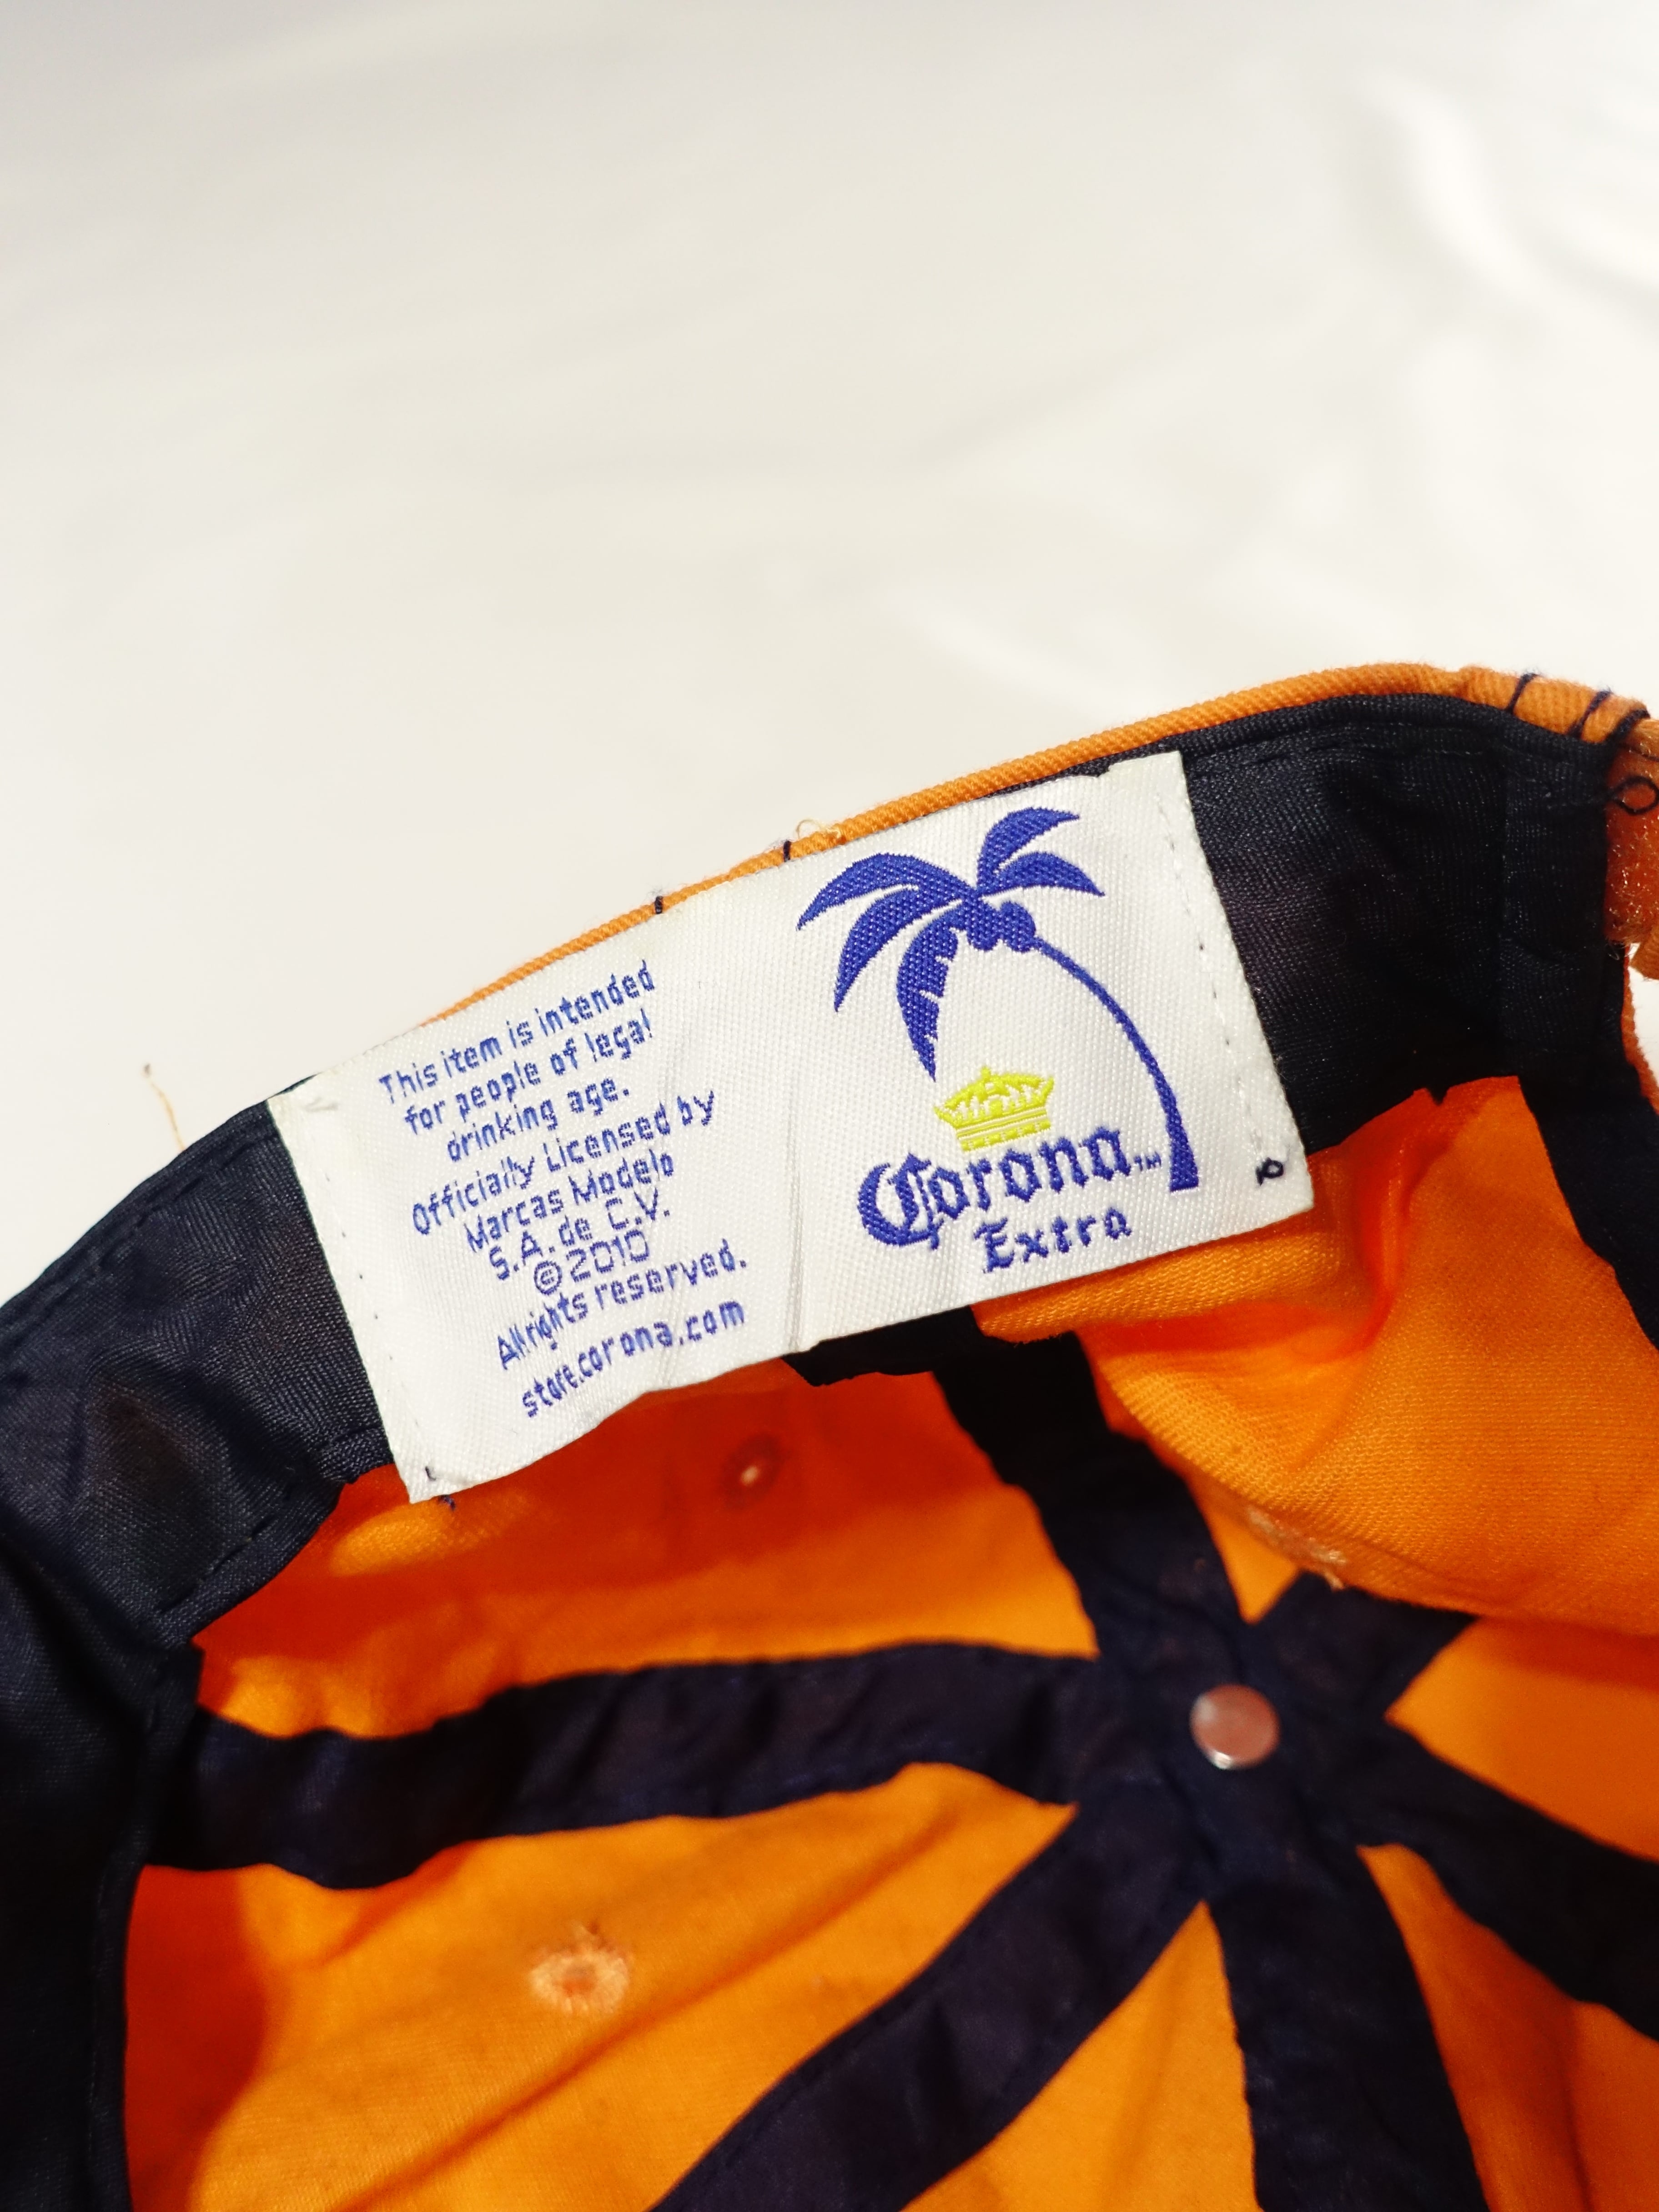 This item is intended
for people of legal
drinking age.
Officially Licensed by
Marcas Modelo
S.A. de C.V.
©2010
All rights reserved.
store.corona.com
Corona™
Extra